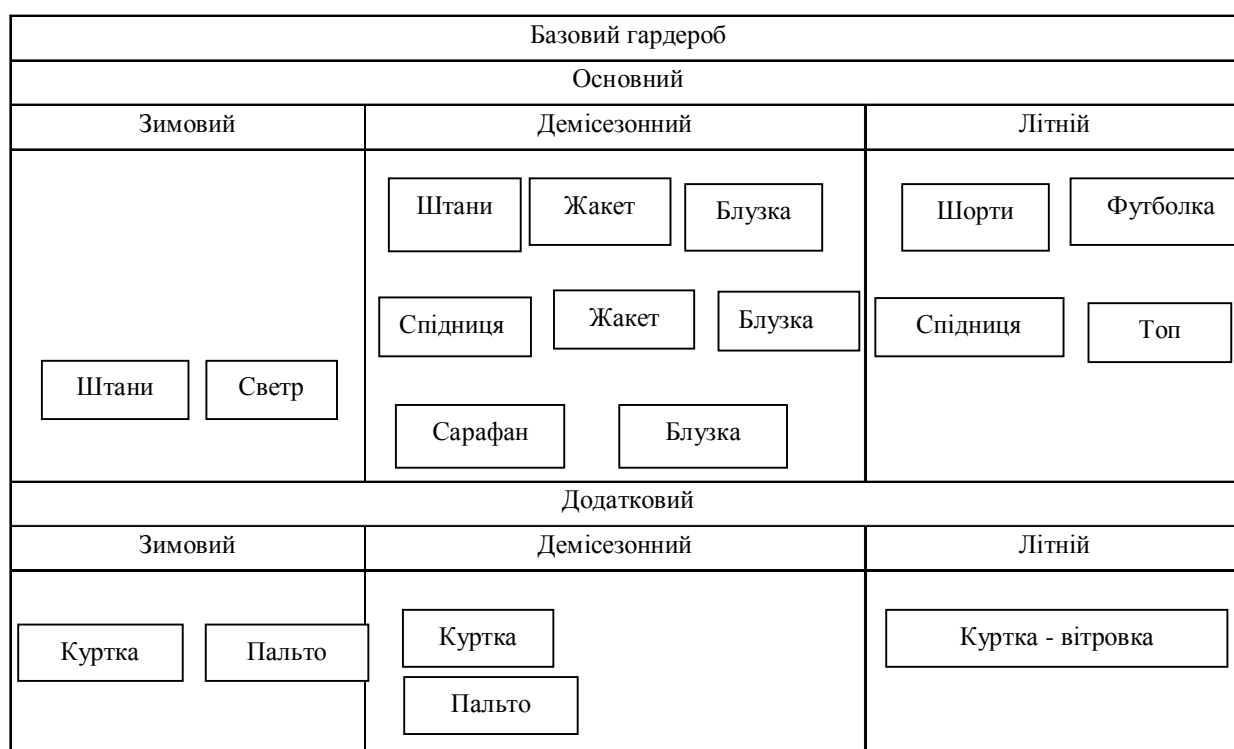 Базовий гардероб
Основний
Зимовий Демісезонний Літній
Штани Жакет Блузка Шорти Футболка
Спідниця Жакет Блузка Спідниця Топ
Штани Светр
Сарафан Блузка
Додатковий
Зимовий Демісезонний Літній
Куртка Пальто Куртка Куртка - вітровка
Пальто